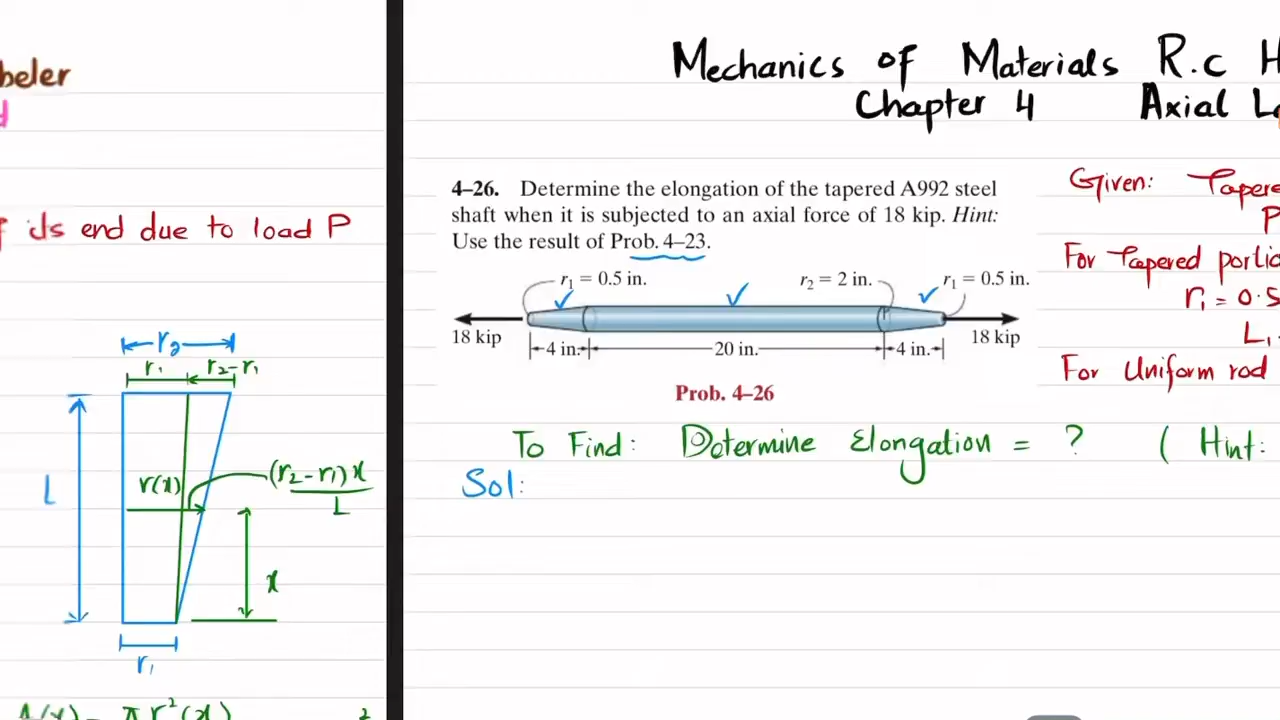 beler
its end due to load P
r₂
r₁ r₂-r₁
L
r(x)
(r₂-r₁)x
L
x
r₁
A(x) = πr²(x)
Mechanics of Materials R.c H
Chapter 4 Axial Lo
4–26. Determine the elongation of the tapered A992 steel
shaft when it is subjected to an axial force of 18 kip. Hint:
Use the result of Prob. 4–23.
r₁ = 0.5 in.
r₂ = 2 in.
r₁ = 0.5 in.
18 kip
18 kip
4 in.
20 in.
4 in.
Prob. 4–26
Given: Tapere
P
For Tapered portio
r₁ = 0.5
L₁
For Uniform rod
To Find: Determine Elongation = ? ( Hint:
Sol: